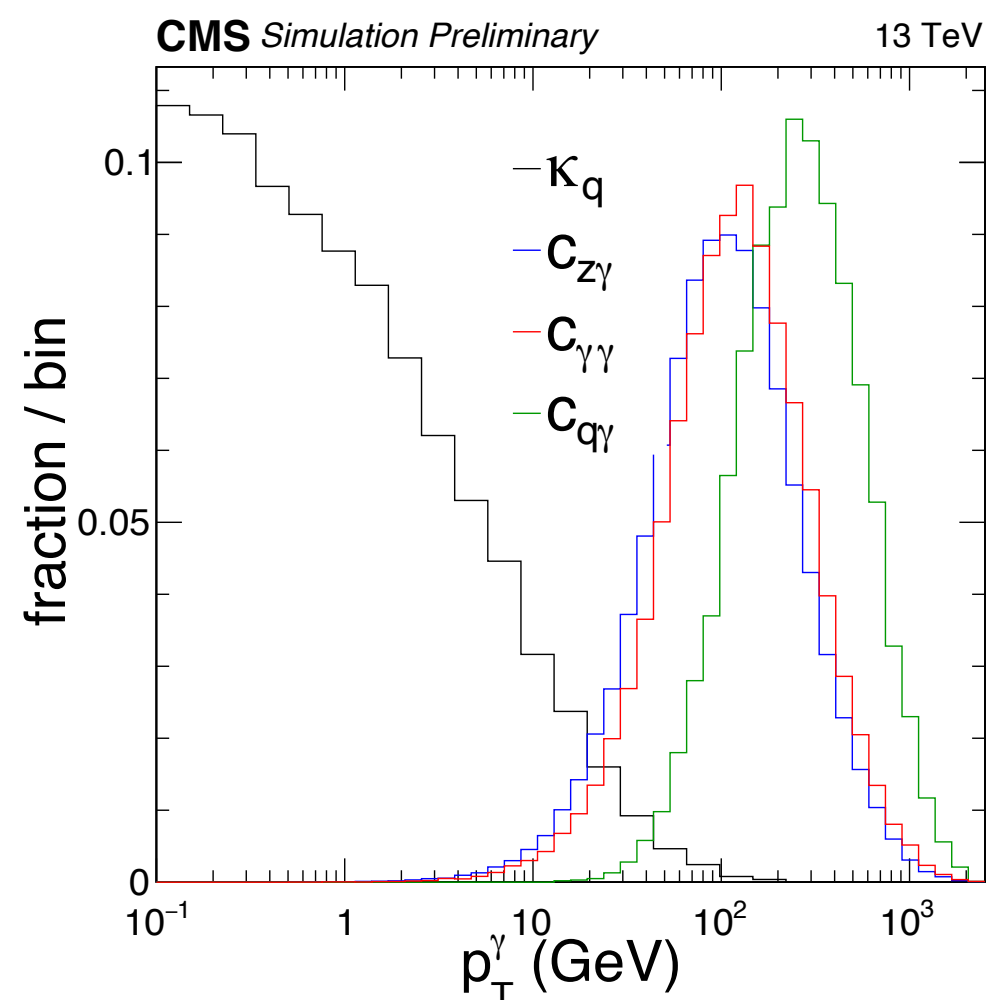 CMS Simulation Preliminary 13 TeV
κq
czγ
cγγ
cqγ
fraction / bin
0.1
0.05
0
10⁻¹ 1 10 10² 10³
pTγ (GeV)